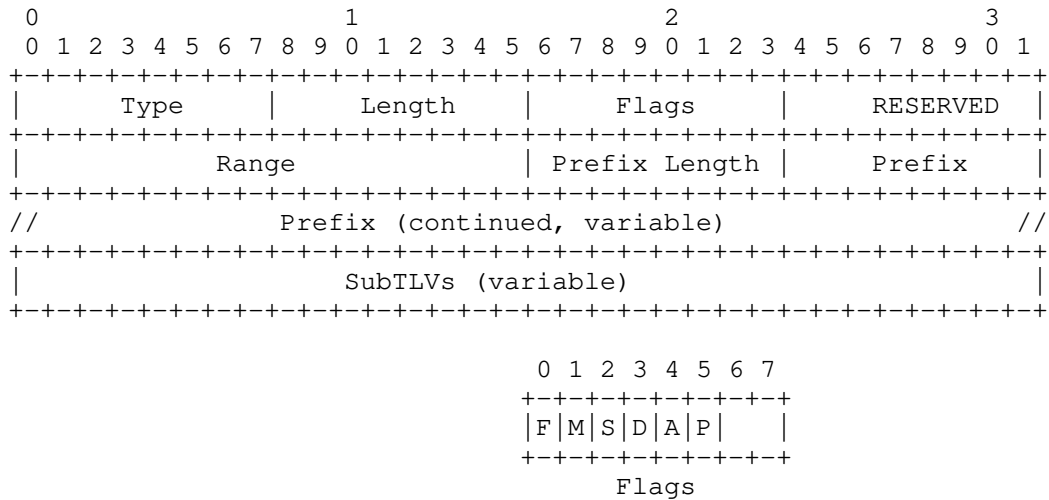 0                   1                   2                   3
 0 1 2 3 4 5 6 7 8 9 0 1 2 3 4 5 6 7 8 9 0 1 2 3 4 5 6 7 8 9 0 1
+-+-+-+-+-+-+-+-+-+-+-+-+-+-+-+-+-+-+-+-+-+-+-+-+-+-+-+-+-+-+-+-+
|     Type      |     Length    |     Flags     |     RESERVED  |
+-+-+-+-+-+-+-+-+-+-+-+-+-+-+-+-+-+-+-+-+-+-+-+-+-+-+-+-+-+-+-+-+
|            Range              | Prefix Length |     Prefix    |
+-+-+-+-+-+-+-+-+-+-+-+-+-+-+-+-+-+-+-+-+-+-+-+-+-+-+-+-+-+-+-+-+
//               Prefix (continued, variable)                  //
+-+-+-+-+-+-+-+-+-+-+-+-+-+-+-+-+-+-+-+-+-+-+-+-+-+-+-+-+-+-+-+-+
|                    SubTLVs (variable)                         |
+-+-+-+-+-+-+-+-+-+-+-+-+-+-+-+-+-+-+-+-+-+-+-+-+-+-+-+-+-+-+-+-+
 0 1 2 3 4 5 6 7
+-+-+-+-+-+-+-+-+
|F|M|S|D|A|P|   |
+-+-+-+-+-+-+-+-+
Flags